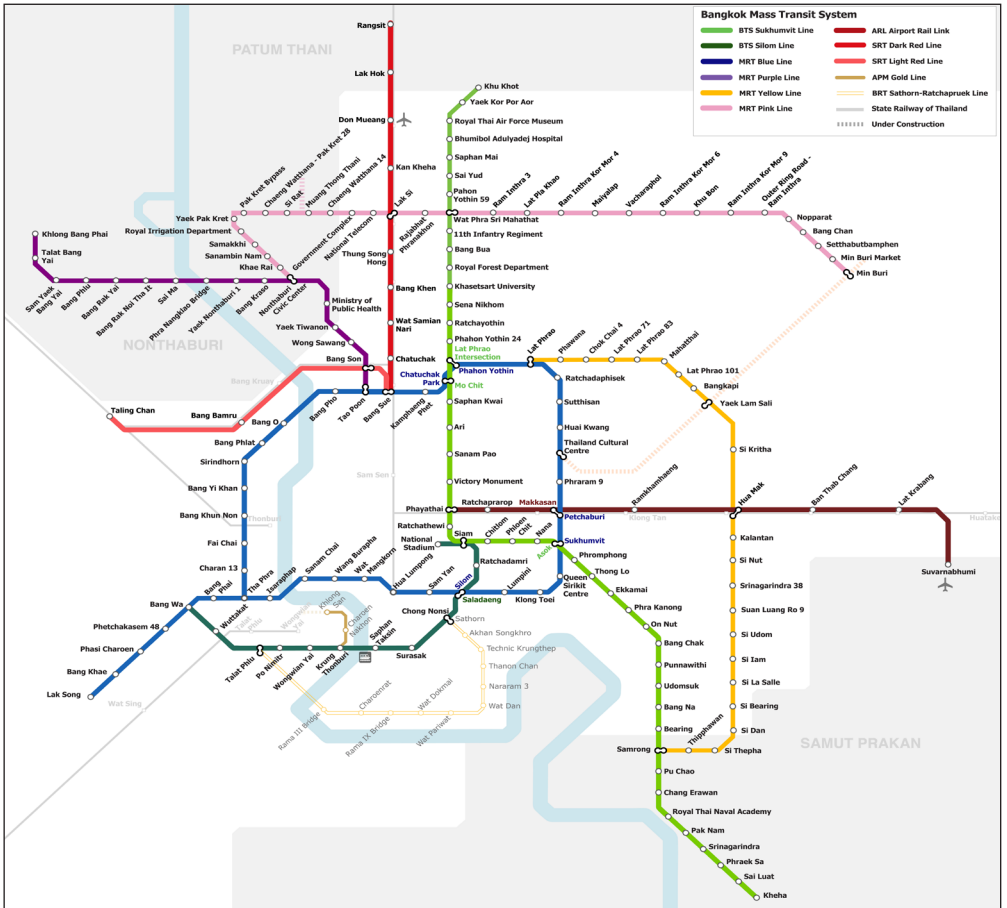 Bangkok Mass Transit System
BTS Sukhumvit Line
BTS Silom Line
MRT Blue Line
MRT Purple Line
MRT Yellow Line
MRT Pink Line
ARL Airport Rail Link
SRT Dark Red Line
SRT Light Red Line
APM Gold Line
BRT Sathorn-Ratchapruek Line
State Railway of Thailand
Under Construction
PATUM THANI
NONTHABURI
SAMUT PRAKAN
Rangsit
Lak Hok
Don Mueang
Kan Kheha
Lak Si
Thung Song
Hong
Bang Khen
Wat Samian
Nari
Chatuchak
Bang Sue
Khu Khot
Yaek Kor Por Aor
Royal Thai Air Force Museum
Bhumibol Adulyadej Hospital
Saphan Mai
Sai Yud
Pahon
Yothin 59
Wat Phra Sri Mahathat
11th Infantry Regiment
Bang Bua
Royal Forest Department
Khasetsart University
Sena Nikhom
Ratchayothin
Phahon Yothin 24
Lat Phrao
Intersection
Phahon Yothin
Chatuchak
Park
Mo Chit
Saphan Kwai
Ari
Sanam Pao
Victory Monument
Phayathai
Ratchathewi
Siam
National
Stadium
Chitlom
Phloen
Chit
Nana
Asok
Sukhumvit
Phromphong
Thong Lo
Ekkamai
Phra Kanong
On Nut
Bang Chak
Punnawithi
Udomsuk
Bang Na
Bearing
Samrong
Pu Chao
Chang Erawan
Royal Thai Naval Academy
Pak Nam
Srinagarindra
Phraek Sa
Sai Luat
Kheha
Pak Kret Bypass
Chaeng Watthana - Pak Kret 28
Si Rat
Muang Thong Thani
Chaeng Watthana 14
Government Complex
National Telecom
Rajabhat
Phranakhon
Ram Inthra 3
Lat Pla Khao
Ram Inthra Kor Mor 4
Maiyalap
Vacharaphol
Ram Inthra Kor Mor 6
Khu Bon
Ram Inthra Kor Mor 9
Outer Ring Road -
Ram Inthra
Nopparat
Bang Chan
Setthabutbamphen
Min Buri Market
Min Buri
Yaek Pak Kret
Royal Irrigation Department
Samakkhi
Sanambin Nam
Khae Rai
Nonthaburi
Civic Center
Khlong Bang Phai
Talat Bang
Yai
Sam Yaek
Bang Yai
Bang Phlu
Bang Rak Yai
Bang Rak Noi Tha It
Sai Ma
Phra Nangklao Bridge
Yaek Nonthaburi 1
Bang Kraso
Ministry of
Public Health
Yaek Tiwanon
Wong Sawang
Bang Son
Tao Poon
Taling Chan
Bang Bamru
Bang Kruey
Bang Pho
Bang O
Bang Phlat
Sirindhorn
Bang Yi Khan
Bang Khun Non
Fai Chai
Charan 13
Tha Phra
Bang
Phai
Bang Wa
Phetchakasem 48
Phasi Charoen
Bang Khae
Lak Song
Isaraphap
Sanam Chai
Wang Burapha
Wat
Mangkorn
Hua Lumpong
Sam Yan
Silom
Lumpini
Klong Toei
Queen
Sirikit
Centre
Petchaburi
Phraram 9
Thailand Cultural
Centre
Huai Kwang
Sutthisan
Ratchadaphisek
Lat Phrao
Kamphaeng
Phet
Phawana
Chok Chai 4
Lat Phrao 71
Lat Phrao 83
Mahatthai
Lat Phrao 101
Bangkapi
Yaek Lam Sali
Si Kritha
Hua Mak
Kalantan
Si Nut
Srinagarindra 38
Suan Luang Ro 9
Si Udom
Si Iam
Si La Salle
Si Bearing
Si Dan
Si Thepha
Thipphawan
Ratchaprarop
Makkasan
Ramkhamhaeng
Ban Thab Chang
Lat Krabang
Suvarnabhumi
Ratchadamri
Saladaeng
Chong Nonsi
Surasak
Saphan
Taksin
Krung
Thonburi
Wongwian Yai
Po Nimitr
Talat Phlu
Wuttakat
Khlong
San
Charoen
Nakhon
Sathorn
Akhan Songkhro
Technic Krungthep
Thanon Chan
Nararam 3
Wat Dan
Wat Pariwat
Wat Dokmai
Rama IX Bridge
Charoenrat
Rama III Bridge
Sam Sen
Thonburi
Talat
Phlu
Wat Sing
Klong Tan
Huatake